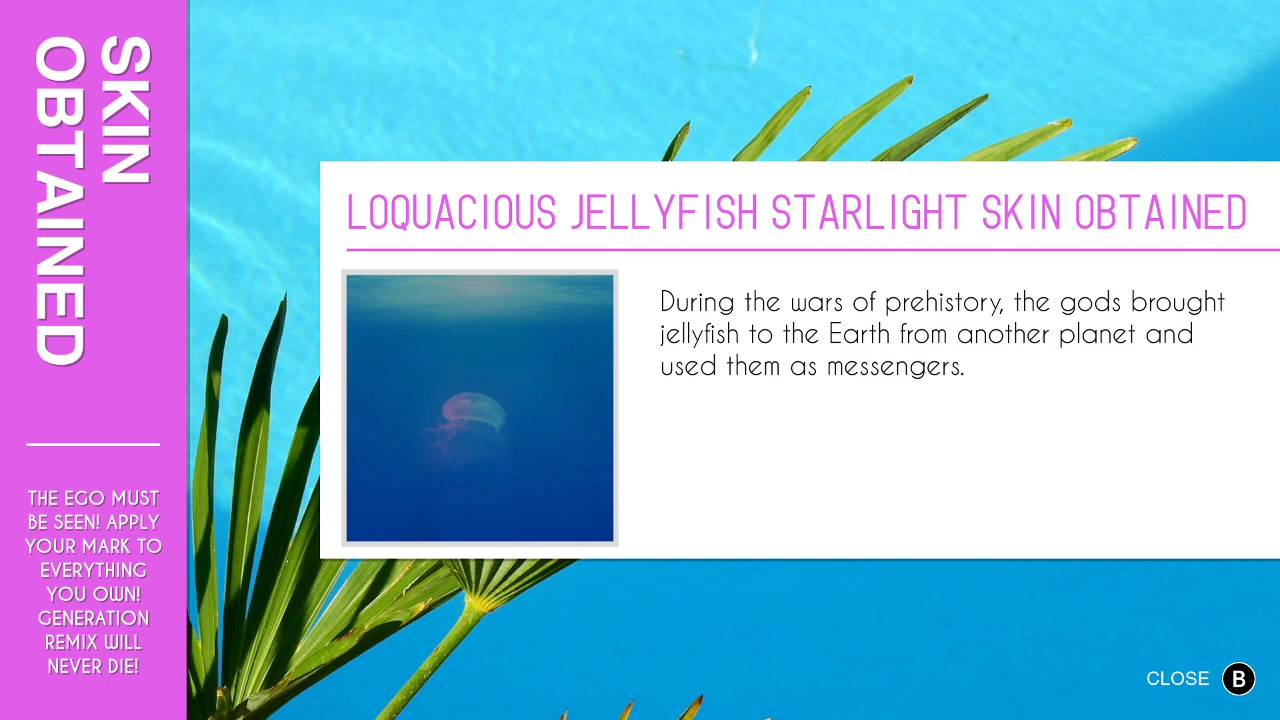 SKIN
OBTAINED
THE EGO MUST
BE SEEN! APPLY
YOUR MARK TO
EVERYTHING
YOU OWN!
GENERATION
REMIX WILL
NEVER DIE!
LOQUACIOUS JELLYFISH STARLIGHT SKIN OBTAINED
During the wars of prehistory, the gods brought
jellyfish to the Earth from another planet and
used them as messengers.
CLOSE B